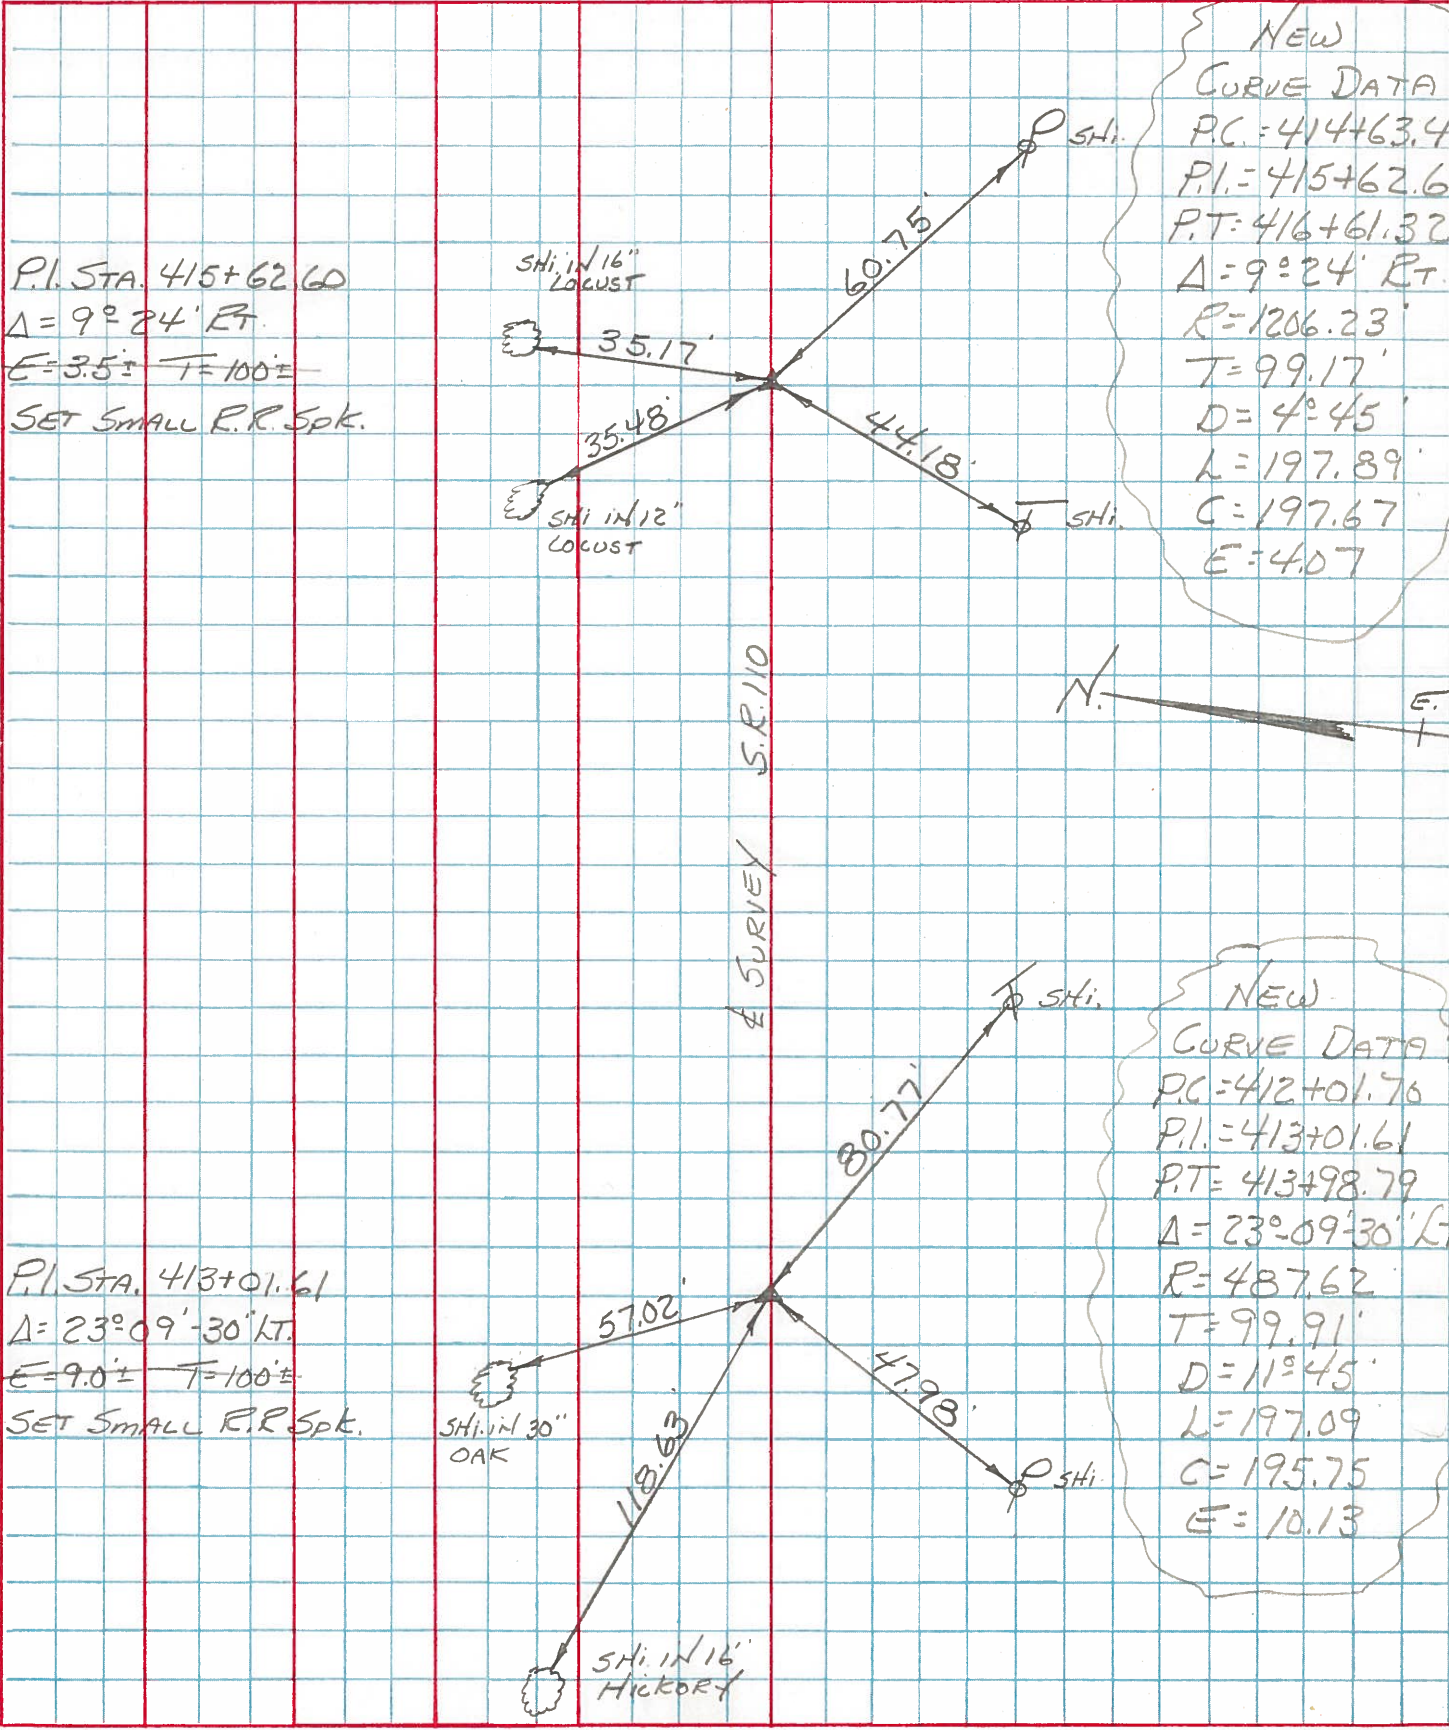 NEW
CURVE DATA
P.C. = 414+63.4
P.I. = 415+62.6
P.T. = 416+61.32
Δ = 9°24' RT.
R = 1206.23'
T = 99.17'
D = 4°45'
L = 197.89'
C = 197.67
E = 4.07
SHi.
60.75'
P.I. STA. 415+62.60
Δ = 9°24' RT.
E = 3.5'± T = 100'±
SET SMALL R.R. SPK.
SHi. IN 16"
LOCUST
35.17'
35.48'
SHi IN 12"
LOCUST
44.18'
SHi.
N.
E.
℄ SURVEY S.R. 110
SHi.
80.77'
NEW
CURVE DATA
P.C = 412+01.70
P.I. = 413+01.61
P.T = 413+98.79
Δ = 23°-09'-30" LT.
R = 487.62
T = 99.91'
D = 11°45'
L = 197.09
C = 195.75
E = 10.13
P.I. STA. 413+01.61
Δ = 23°09'-30" LT.
E = 9.0'± T = 100'±
SET SMALL R.R SPK.
57.02'
SHi. IN 30"
OAK
118.63'
47.98'
SHi.
SHi. IN 16"
HICKORY